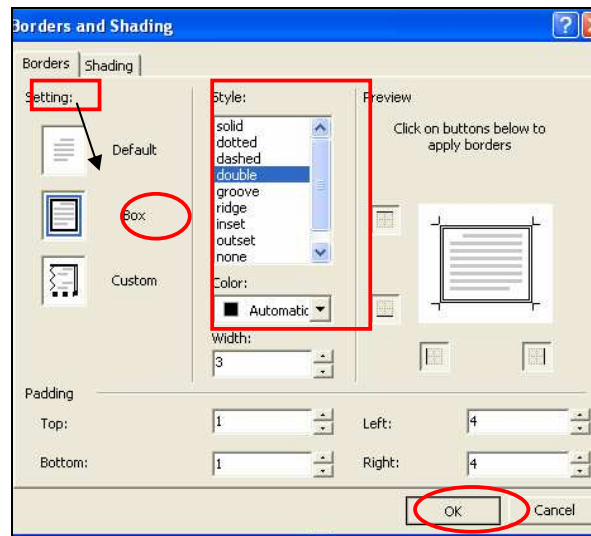 Borders and Shading
Borders
Shading
Setting:
Default
Box
Custom
Style:
solid
dotted
dashed
double
groove
ridge
inset
outset
none
Color:
Automatic
Width:
3
Preview
Click on buttons below to
apply borders
Padding
Top:
1
Left:
4
Bottom:
1
Right:
4
OK
Cancel